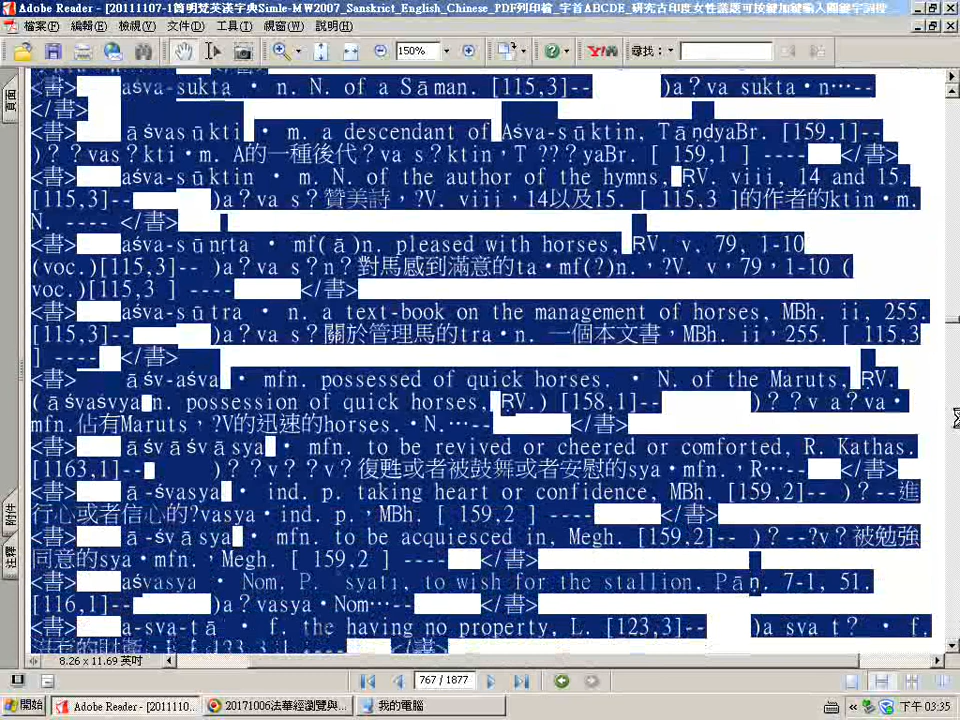 Adobe Reader - [20111107-1簡明梵英漢字典Simle-MW2007_Sanskrict_English_Chinese_PDF列印檔_字首ABCDE_研究古印度女性議題可按鍵加鍵輸入關鍵字詞搜
檔案(F) 編輯(E) 檢視(V) 文件(D) 工具(T) 視窗(W) 說明(H)
150% Y! 尋找:
頁面
附件
注釋
<書> aśva-sukta • n. N. of a Sāman. [115,3]-- )a?va sukta•n…--
</書>
<書> āśvasūkti • m. a descendant of Aśva-sūktin, TāṇḍyaBr. [159,1]--
)??vas?kti•m. A的一種後代?va s?ktin，T ???yaBr. [ 159,1 ] ---- </書>
<書> aśva-sūktin • m. N. of the author of the hymns, ṚV. viii, 14 and 15.
[115,3]-- )a?va s?贊美詩，?V. viii，14以及15. [ 115,3 ]的作者的ktin•m.
N. ---- </書>
<書> aśva-sūnṛta • mf(ā)n. pleased with horses, ṚV. v, 79, 1-10
(voc.)[115,3]-- )a?va s?n?對馬感到滿意的ta•mf(?)n.，?V. v，79，1-10 (
voc.)[115,3 ] ---- </書>
<書> aśva-sūtra • n. a text-book on the management of horses, MBh. ii, 255.
[115,3]-- )a?va s?關於管理馬的tra•n. 一個本文書，MBh. ii，255. [ 115,3
] ---- </書>
<書> āśv-aśva • mfn. possessed of quick horses. • N. of the Maruts, ṚV.
(āśvaśvya n. possession of quick horses, ṚV.) [158,1]-- )??v a?va•
mfn.佔有Maruts，?V的迅速的horses.•N.…-- </書>
<書> āśvāśvāsya • mfn. to be revived or cheered or comforted, R. Kathas.
[1163,1]-- )??v??v?復甦或者被鼓舞或者安慰的sya•mfn.，R…-- </書>
<書> ā-śvasya • ind. p. taking heart or confidence, MBh. [159,2]-- )?--進
行心或者信心的?vasya•ind. p.，MBh. [ 159,2 ] ---- </書>
<書> ā-śvāsya • mfn. to be acquiesced in, Megh. [159,2]-- )?--?v?被勉強
同意的sya•mfn.，Megh. [ 159,2 ] ---- </書>
<書> aśvasya • Nom. P. °syati, to wish for the stallion, Pāṇ. 7-1, 51.
[116,1]-- )a?vasya•Nom…-- </書>
<書> a-sva-tā • f. the having no property, L. [123,3]-- )a sva t? • f.
8.26 x 11.69 英吋
767 / 1877
開始 Adobe Reader - [2011110... 20171006法華經瀏覽與... 我的電腦 下午 03:35